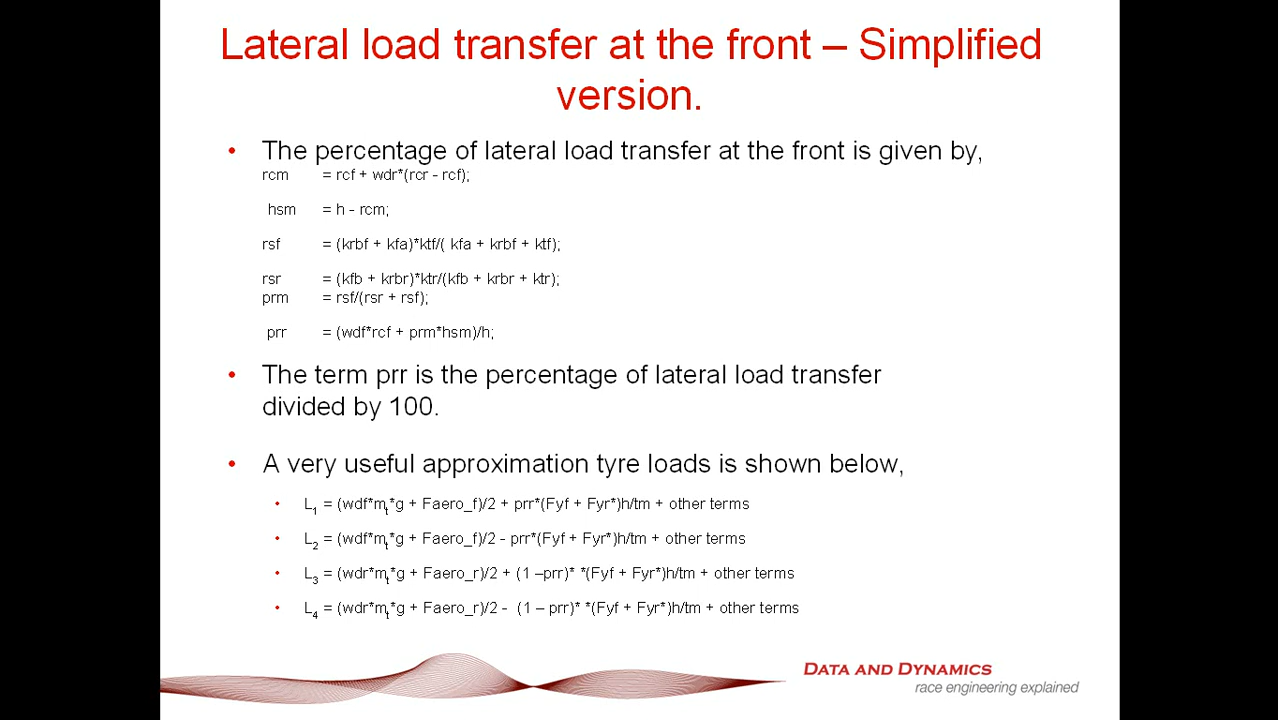 Lateral load transfer at the front – Simplified
version.
• The percentage of lateral load transfer at the front is given by,
rcm = rcf + wdr*(rcr - rcf);
hsm = h - rcm;
rsf = (krbf + kfa)*ktf/( kfa + krbf + ktf);
rsr = (kfb + krbr)*ktr/(kfb + krbr + ktr);
prm = rsf/(rsr + rsf);
prr = (wdf*rcf + prm*hsm)/h;
• The term prr is the percentage of lateral load transfer
divided by 100.
• A very useful approximation tyre loads is shown below,
• L1 = (wdf*mt*g + Faero_f)/2 + prr*(Fyf + Fyr*)h/tm + other terms
• L2 = (wdf*mt*g + Faero_f)/2 - prr*(Fyf + Fyr*)h/tm + other terms
• L3 = (wdr*mt*g + Faero_r)/2 + (1 –prr)* *(Fyf + Fyr*)h/tm + other terms
• L4 = (wdr*mt*g + Faero_r)/2 - (1 – prr)* *(Fyf + Fyr*)h/tm + other terms
DATA AND DYNAMICS
race engineering explained